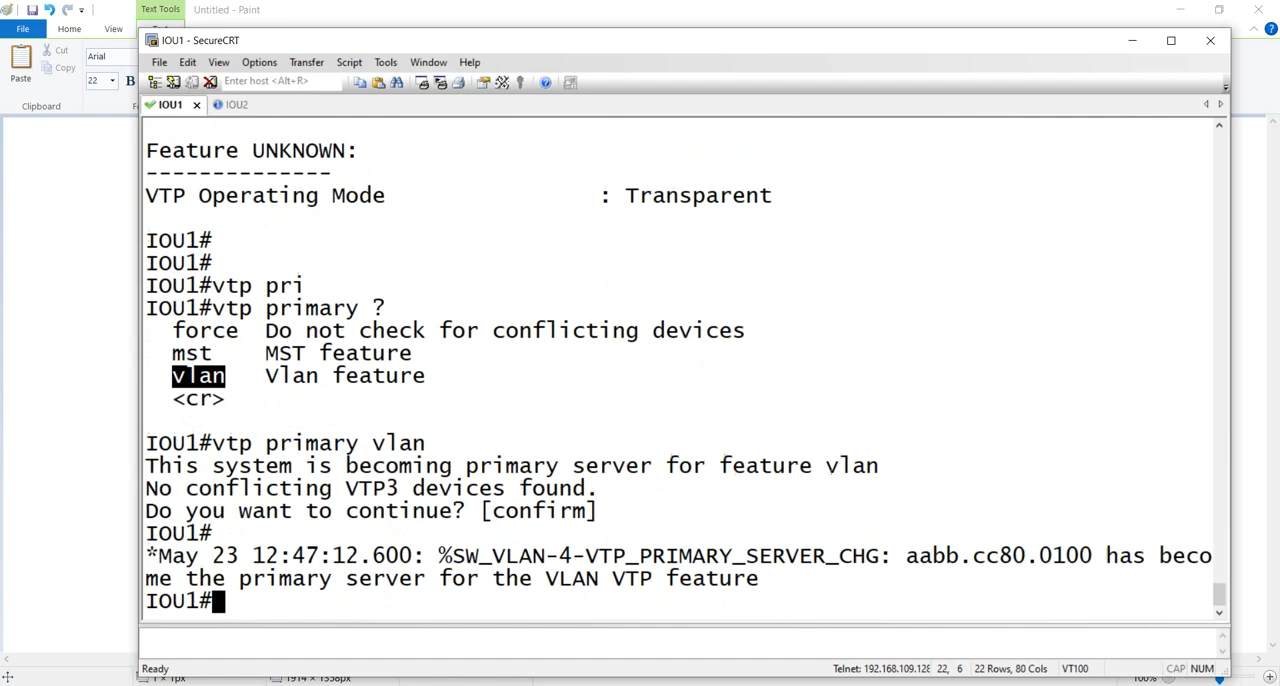 Text Tools
Untitled - Paint
File
Home
View
Paste
Cut
Copy
Clipboard
Arial
22
B
IOU1 - SecureCRT
File Edit View Options Transfer Script Tools Window Help
Enter host <Alt+R>
IOU1
IOU2
Feature UNKNOWN:
--------------
VTP Operating Mode : Transparent
IOU1#
IOU1#
IOU1#vtp pri
IOU1#vtp primary ?
force Do not check for conflicting devices
mst MST feature
vlan Vlan feature
<cr>
IOU1#vtp primary vlan
This system is becoming primary server for feature vlan
No conflicting VTP3 devices found.
Do you want to continue? [confirm]
IOU1#
*May 23 12:47:12.600: %SW_VLAN-4-VTP_PRIMARY_SERVER_CHG: aabb.cc80.0100 has beco
me the primary server for the VLAN VTP feature
IOU1#
Ready
Telnet: 192.168.109.128 22, 6 22 Rows, 80 Cols VT100 CAP NUM
100%